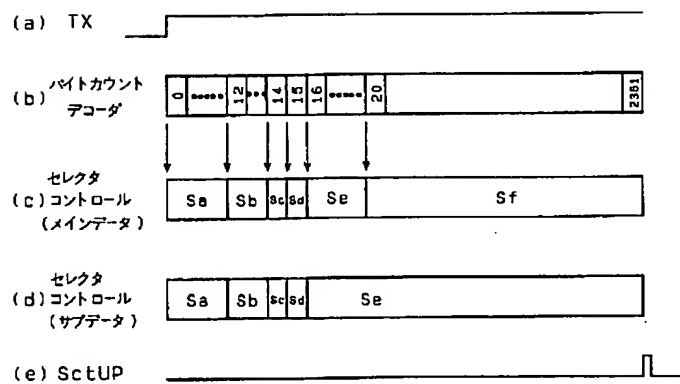 (a) TX
(b) バイトカウント
デコーダ
0 ..... 12 ... 14 15 16 ..... 20 2351
セレクタ
(c) コントロール
(メインデータ)
Sa Sb Sc Sd Se Sf
セレクタ
(d) コントロール
(サブデータ)
Sa Sb Sc Sd Se
(e) SctUP